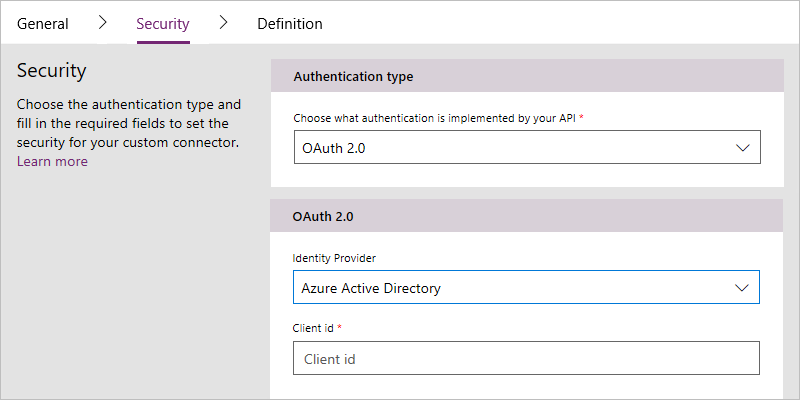 General > Security > Definition
Security
Choose the authentication type and
fill in the required fields to set the
security for your custom connector.
Learn more
Authentication type
Choose what authentication is implemented by your API *
OAuth 2.0
OAuth 2.0
Identity Provider
Azure Active Directory
Client id *
Client id